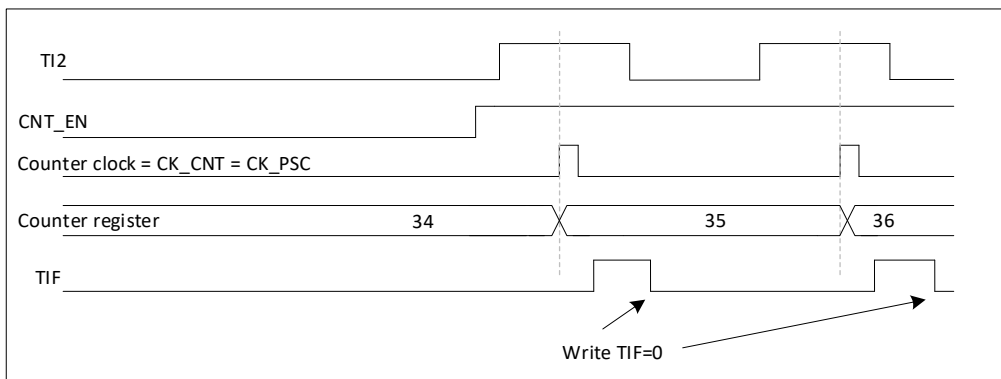 TI2
CNT_EN
Counter clock = CK_CNT = CK_PSC
Counter register 34 35 36
TIF
Write TIF=0